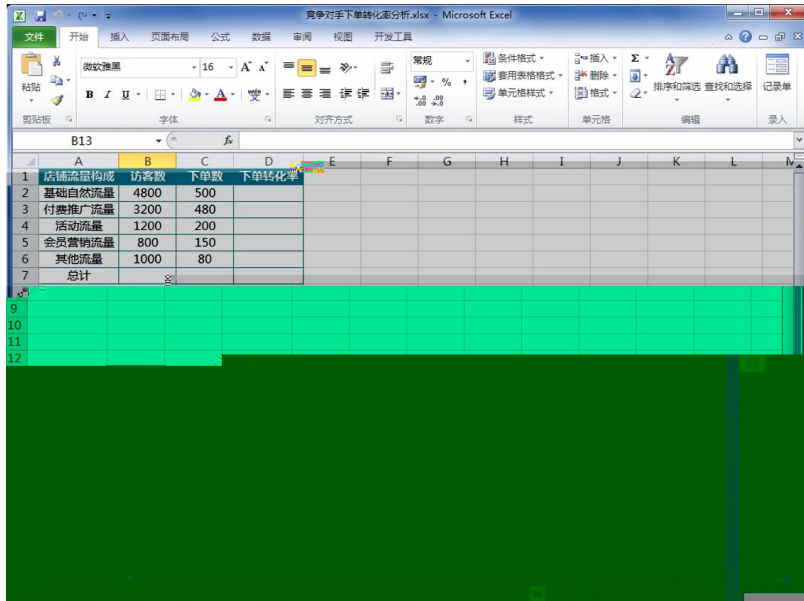 竞争对手下单转化率分析.xlsx - Microsoft Excel
文件 开始 插入 页面布局 公式 数据 审阅 视图 开发工具
微软雅黑 16 常规 条件格式 插入 Σ
粘贴 B I U 套用表格格式 删除 排序和筛选 查找和选择 记录单
单元格样式 格式
剪贴板 字体 对齐方式 数字 样式 单元格 编辑 录入
B13 fx
A B C D E F G H I J K L
1 店铺流量构成 访客数 下单数 下单转化率
2 基础自然流量 4800 500
3 付费推广流量 3200 480
4 活动流量 1200 200
5 会员营销流量 800 150
6 其他流量 1000 80
7 总计
9
10
11
12